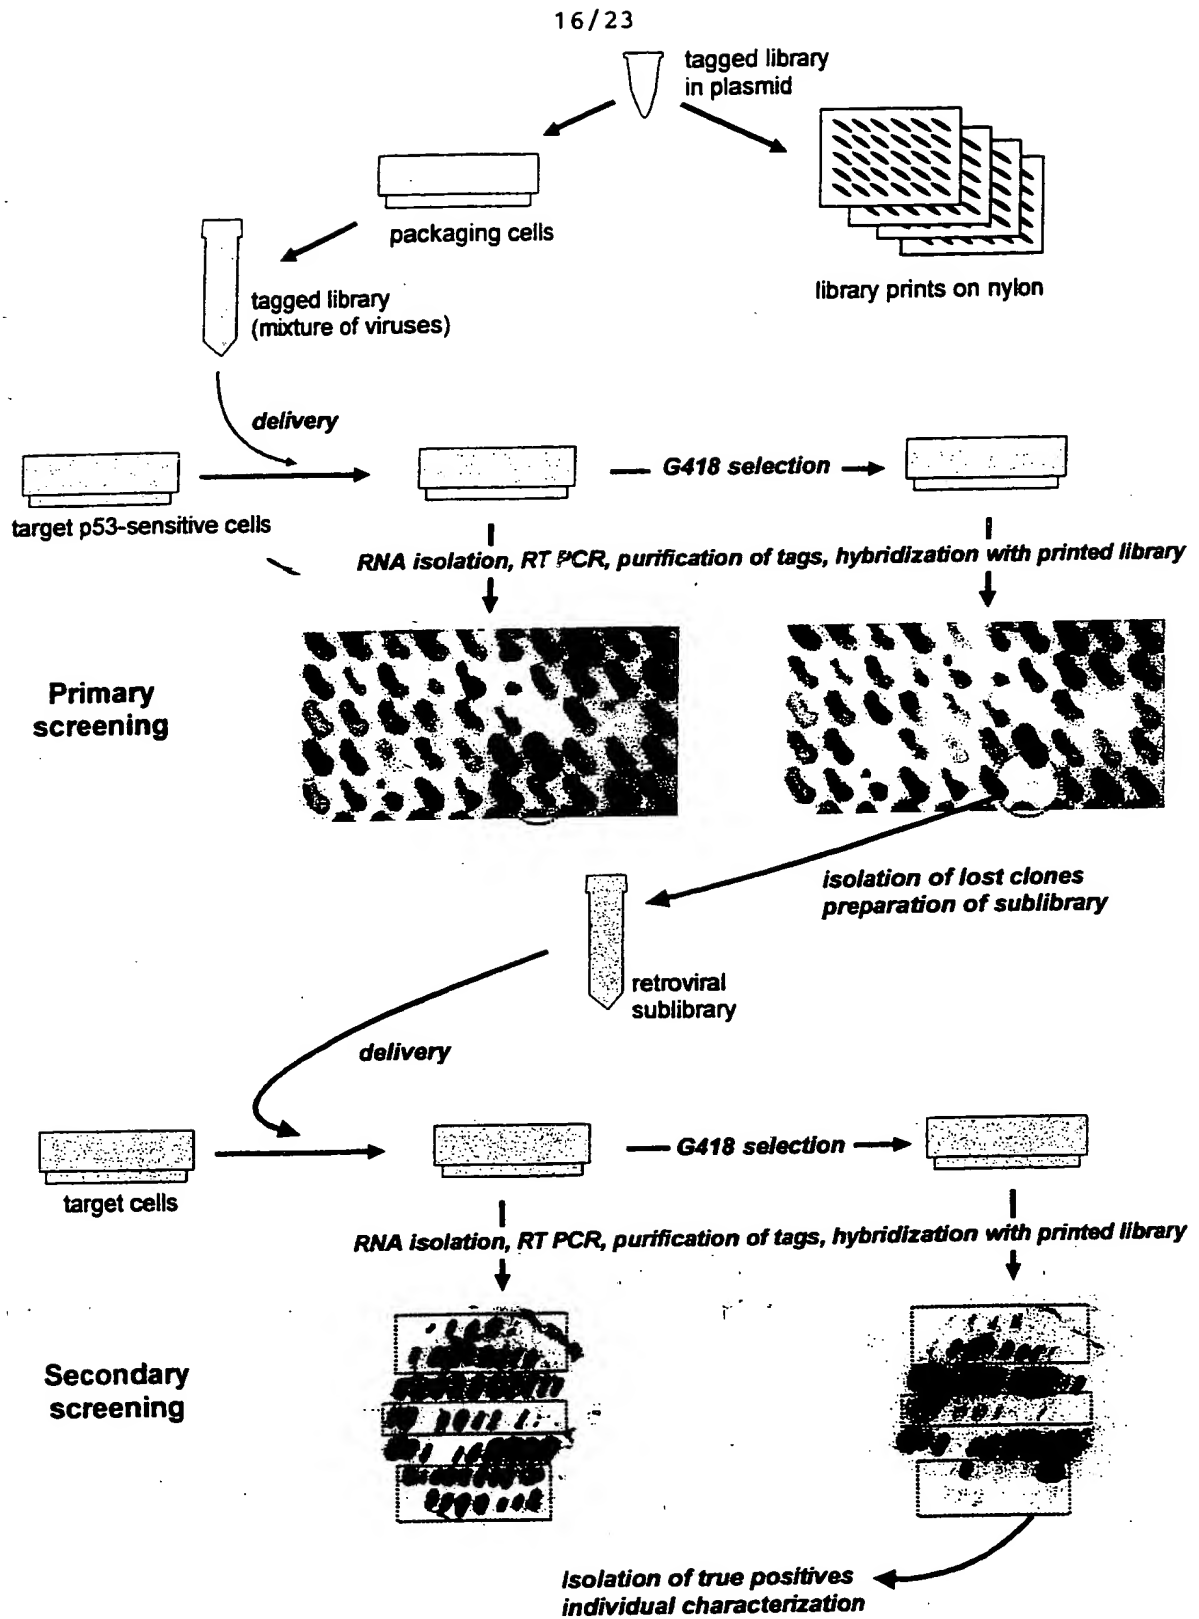 16/23
tagged library
in plasmid
packaging cells
library prints on nylon
tagged library
(mixture of viruses)
delivery
G418 selection
target p53-sensitive cells
RNA isolation, RT PCR, purification of tags, hybridization with printed library
Primary
screening
isolation of lost clones
preparation of sublibrary
retroviral
sublibrary
delivery
G418 selection
target cells
RNA isolation, RT PCR, purification of tags, hybridization with printed library
Secondary
screening
Isolation of true positives
individual characterization